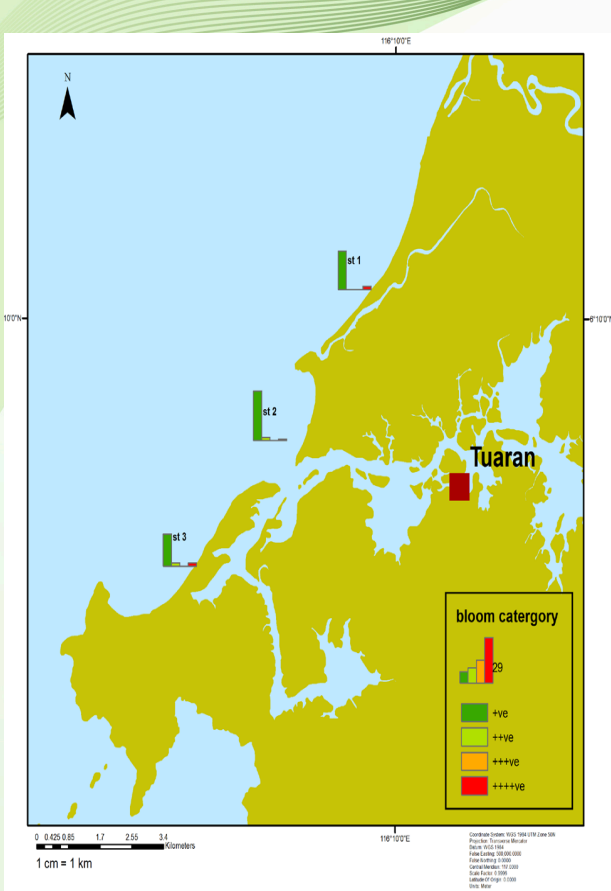 116°10'0"E
N
st 1
10'0"N
6°10'0"N
st 2
Tuaran
st 3
bloom catergory
29
+ve
++ve
+++ve
++++ve
0 0.425 0.85 1.7 2.55 3.4
Kilometers
1 cm = 1 km
116°10'0"E
Coordinate System: WGS 1984 UTM Zone 50N
Projection: Transverse Mercator
Datum: WGS 1984
False Easting: 500,000.0000
False Northing: 0.0000
Central Meridian: 117.0000
Scale Factor: 0.9996
Latitude Of Origin: 0.0000
Units: Meter